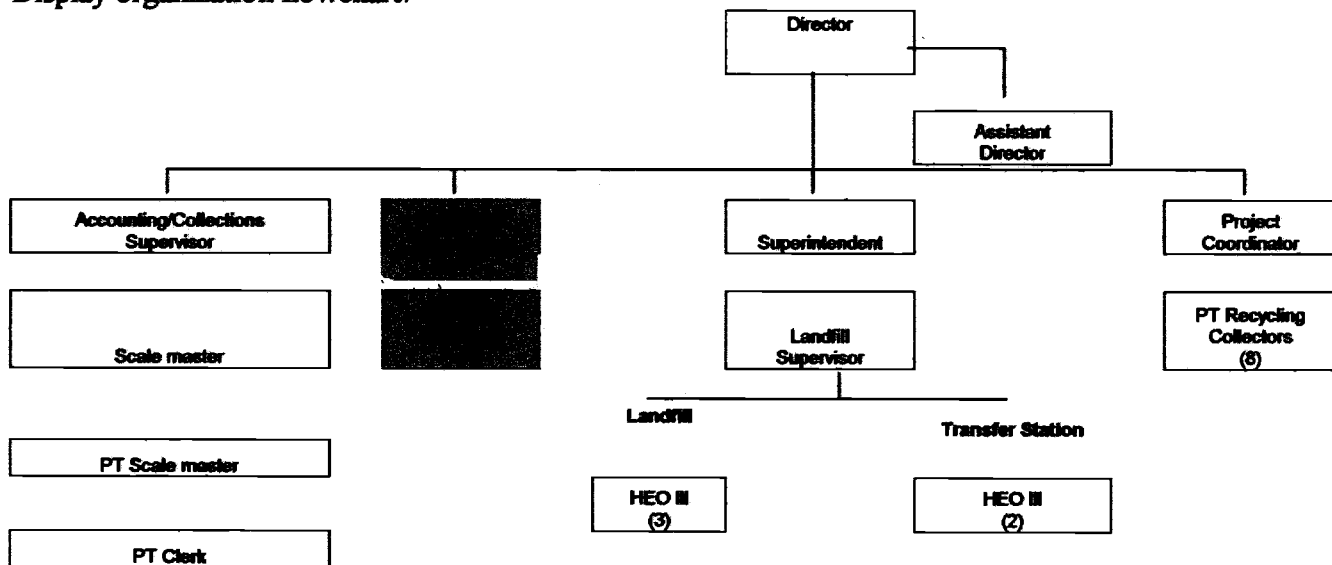 Display organization flowchart:
Director
Assistant
Director
Accounting/Collections
Supervisor
Superintendent
Project
Coordinator
Scale master
Landfill
Supervisor
PT Recycling
Collectors
(8)
Landfill
Transfer Station
PT Scale master
HEO III
(3)
HEO III
(2)
PT Clerk